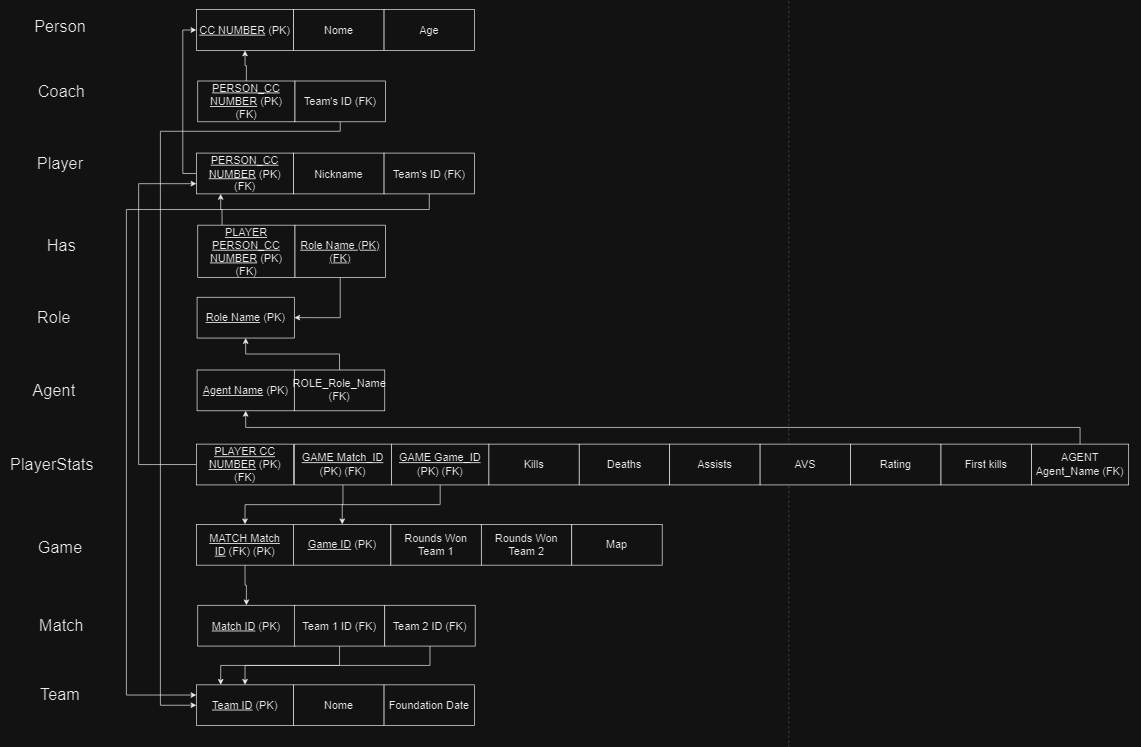 Person
CC NUMBER (PK)
Nome
Age
Coach
PERSON_CC
NUMBER (PK)
(FK)
Team's ID (FK)
Player
PERSON_CC
NUMBER (PK)
(FK)
Nickname
Team's ID (FK)
Has
PLAYER
PERSON_CC
NUMBER (PK)
(FK)
Role Name (PK)
(FK)
Role
Role Name (PK)
Agent
Agent Name (PK)
ROLE_Role_Name
(FK)
PlayerStats
PLAYER CC
NUMBER (PK)
(FK)
GAME Match_ID
(PK) (FK)
GAME Game_ID
(PK) (FK)
Kills
Deaths
Assists
AVS
Rating
First kills
AGENT
Agent_Name (FK)
Game
MATCH Match
ID (FK) (PK)
Game ID (PK)
Rounds Won
Team 1
Rounds Won
Team 2
Map
Match
Match ID (PK)
Team 1 ID (FK)
Team 2 ID (FK)
Team
Team ID (PK)
Nome
Foundation Date